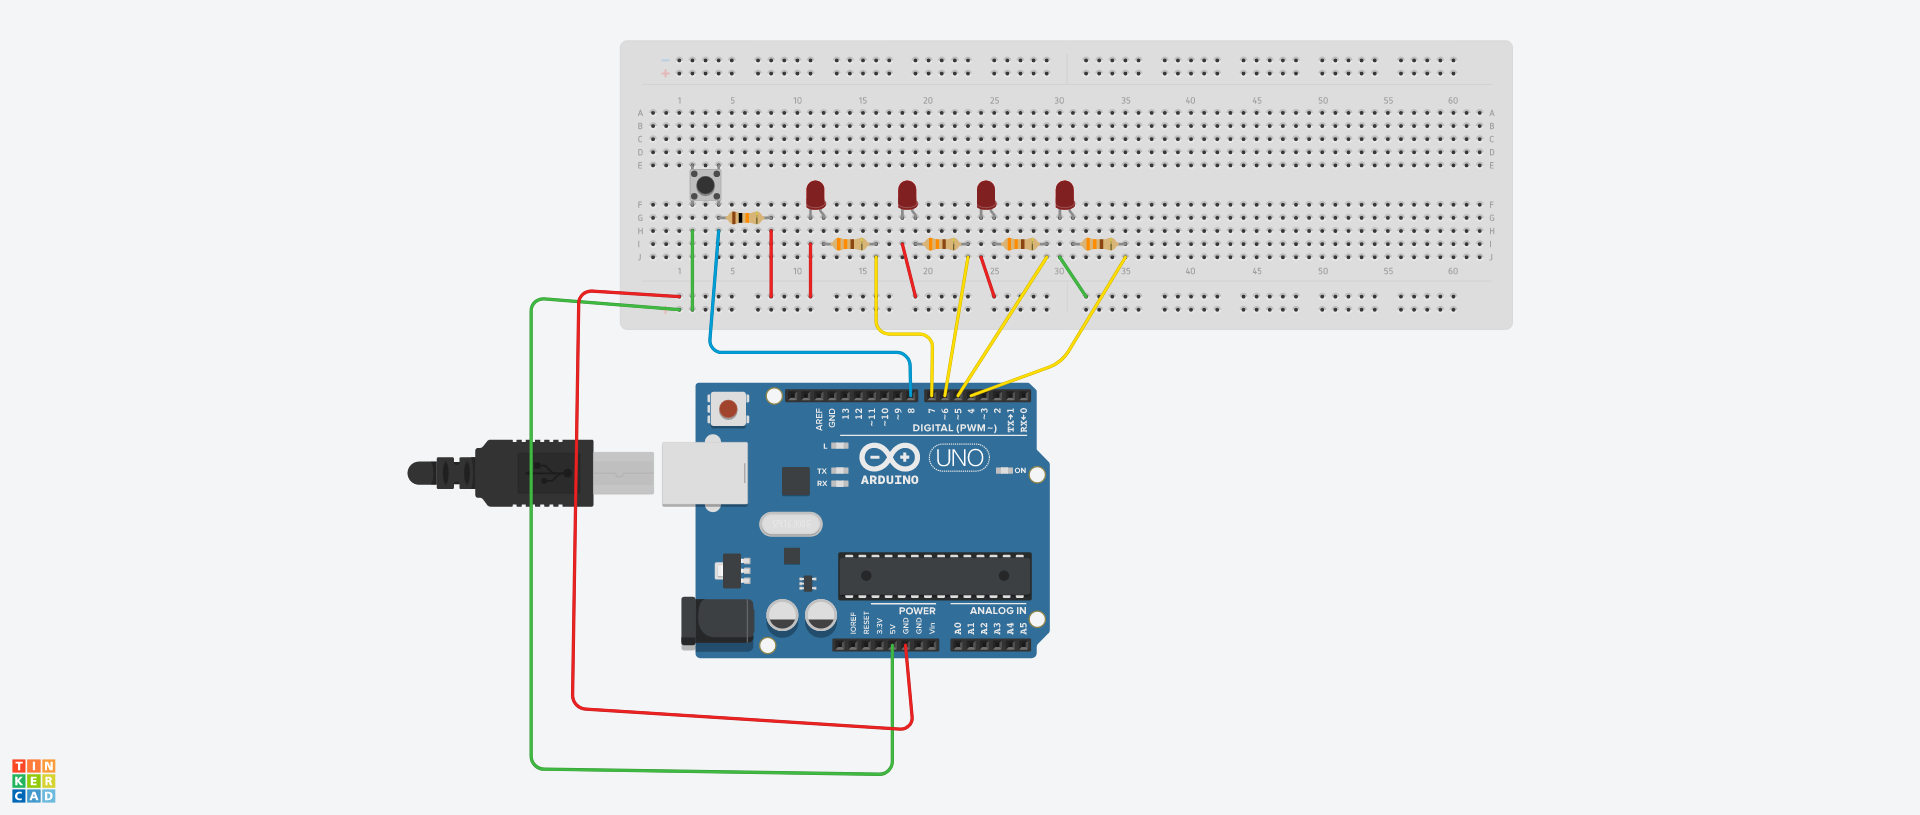 − −
+
1 5 10 15 20 25 30 35 40 45 50 55 60
A A
B B
C C
D D
E E
F F
G G
H H
I I
J J
1 5 10 15 20 25 30 35 40 45 50 55 60
AREF GND 13 12 ~11 ~10 ~9 8 7 ~6 ~5 4 ~3 2 TX→1 RX←0
DIGITAL (PWM~)
L
TX
RX
ARDUINO
UNO
ON
POWER
ANALOG IN
IOREF RESET 3.3V 5V GND GND Vin A0 A1 A2 A3 A4 A5
TIN
KER
CAD